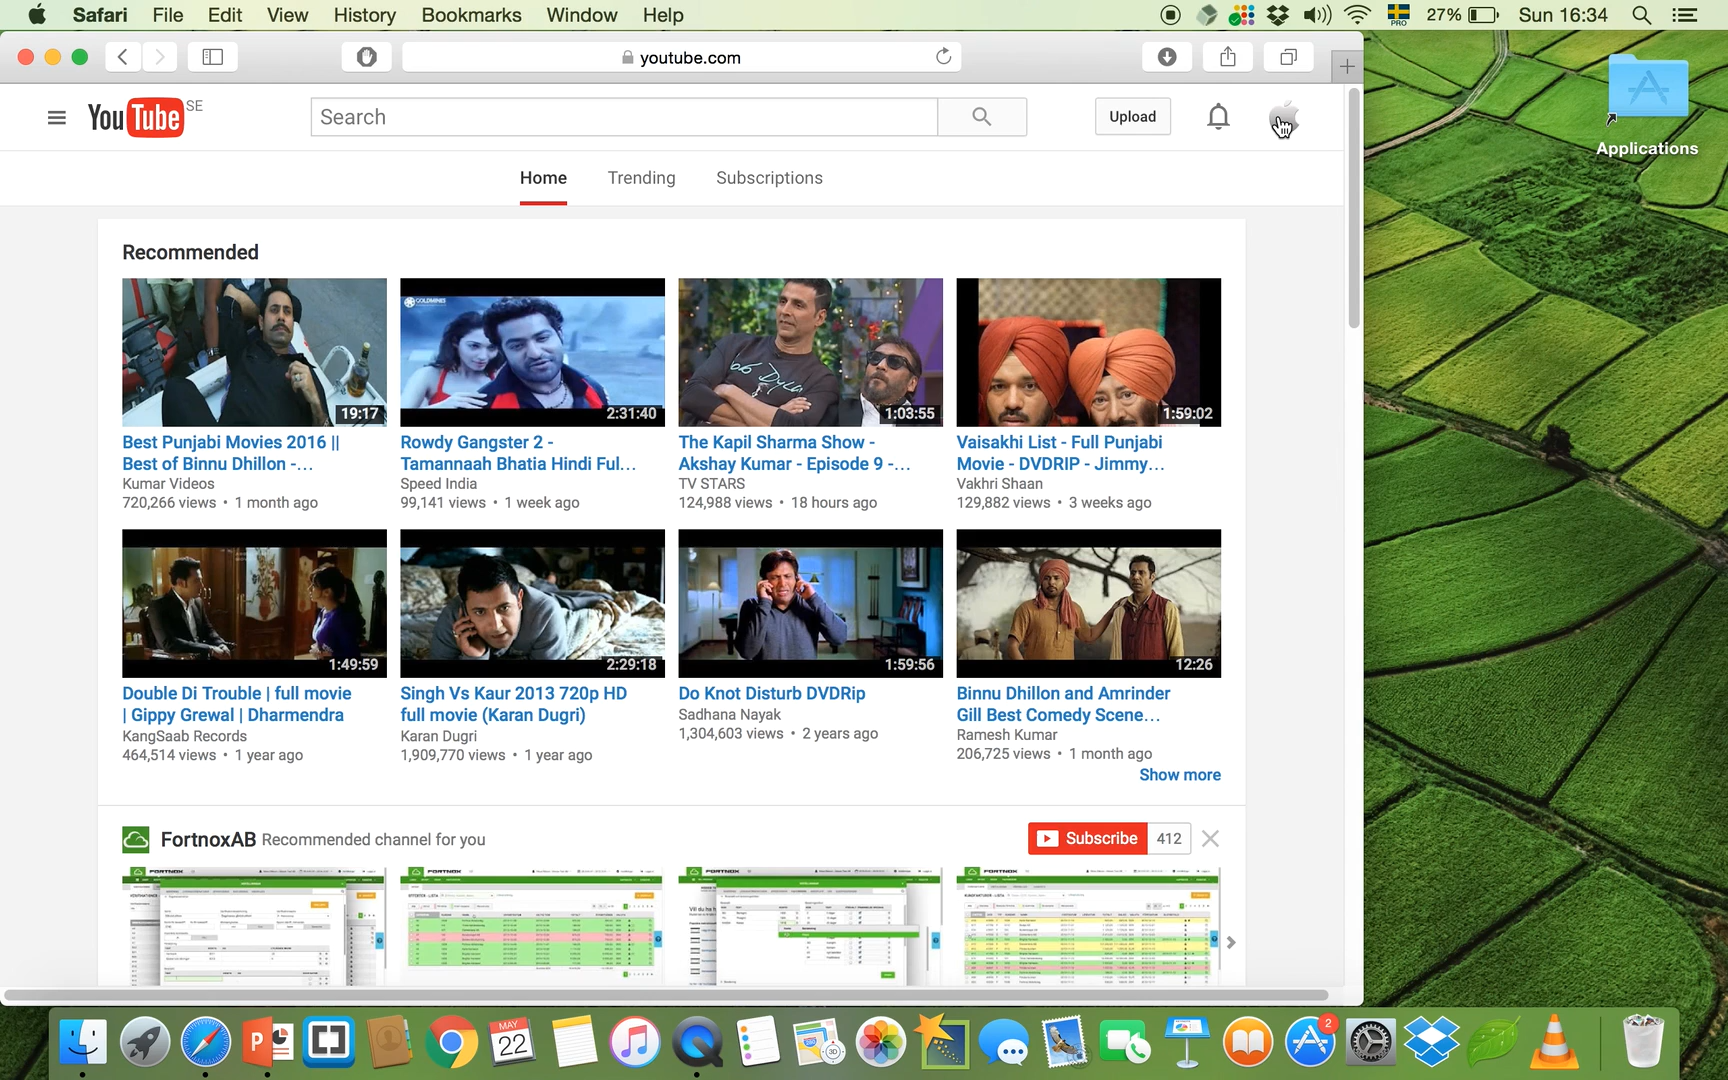 Safari File Edit View History Bookmarks Window Help
PRO 27% Sun 16:34
youtube.com
YouTube SE
Search
Upload
Applications
Home Trending Subscriptions
Recommended
GOLDMINES
19:17
2:31:40
1:03:55
1:59:02
Best Punjabi Movies 2016 ||
Best of Binnu Dhillon -...
Kumar Videos
720,266 views • 1 month ago
Rowdy Gangster 2 -
Tamannaah Bhatia Hindi Ful...
Speed India
99,141 views • 1 week ago
The Kapil Sharma Show -
Akshay Kumar - Episode 9 -...
TV STARS
124,988 views • 18 hours ago
Vaisakhi List - Full Punjabi
Movie - DVDRIP - Jimmy...
Vakhri Shaan
129,882 views • 3 weeks ago
1:49:59
2:29:18
1:59:56
12:26
Double Di Trouble | full movie
| Gippy Grewal | Dharmendra
KangSaab Records
464,514 views • 1 year ago
Singh Vs Kaur 2013 720p HD
full movie (Karan Dugri)
Karan Dugri
1,909,770 views • 1 year ago
Do Knot Disturb DVDRip
Sadhana Nayak
1,304,603 views • 2 years ago
Binnu Dhillon and Amrinder
Gill Best Comedy Scene...
Ramesh Kumar
206,725 views • 1 month ago
Show more
FortnoxAB Recommended channel for you
Subscribe 412
FORTNOX
FORTNOX
FORTNOX
FORTNOX
MAY
22
3D
2